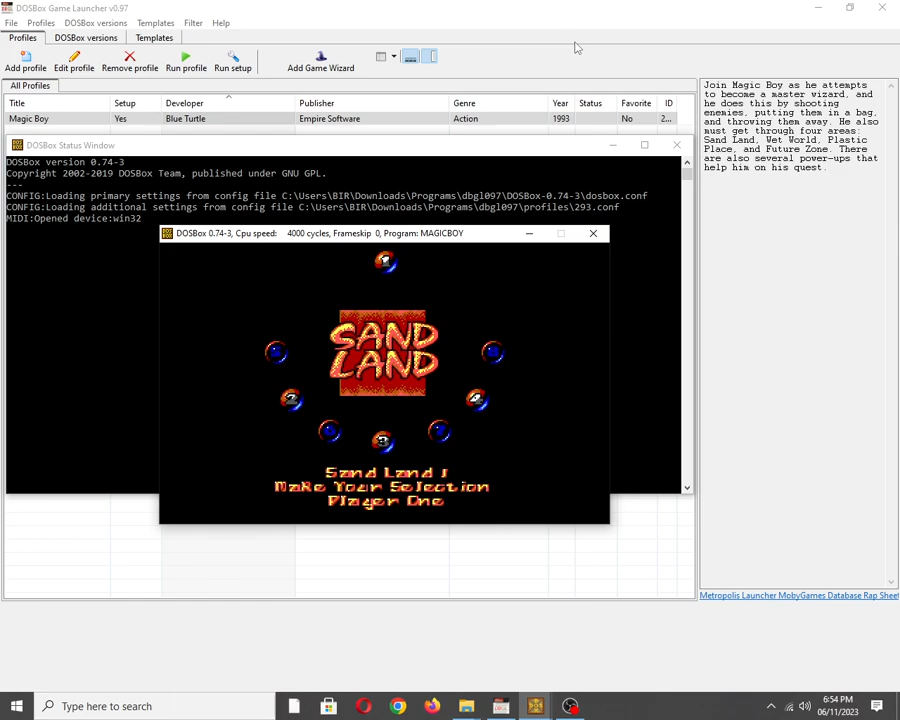 DOSBox Game Launcher v0.97
File Profiles DOSBox versions Templates Filter Help
Profiles DOSBox versions Templates
Add profile Edit profile Remove profile Run profile Run setup Add Game Wizard
All Profiles
Title Setup Developer Publisher Genre Year Status Favorite ID
Magic Boy Yes Blue Turtle Empire Software Action 1993 No 2...
Join Magic Boy as he attempts
to become a master wizard, and
he does this by shooting
enemies, putting them in a bag,
and throwing them away. He also
must get through four areas:
Sand Land, Wet World, Plastic
Place, and Future Zone. There
are also several power-ups that
help him on his quest.
DOSBox Status Window
DOSBox version 0.74-3
Copyright 2002-2019 DOSBox Team, published under GNU GPL.
---
CONFIG:Loading primary settings from config file C:\Users\BIR\Downloads\Programs\dbgl097\DOSBox-0.74-3\dosbox.conf
CONFIG:Loading additional settings from config file C:\Users\BIR\Downloads\Programs\dbgl097\profiles\293.conf
MIDI:Opened device:win32
DOSBox 0.74-3, Cpu speed: 4000 cycles, Frameskip 0, Program: MAGICBOY
1
SAND
LAND
2 4
3
Sand Land 1
Make Your Selection
Player One
Metropolis Launcher MobyGames Database Rap Sheet
Type here to search
6:54 PM
06/11/2023